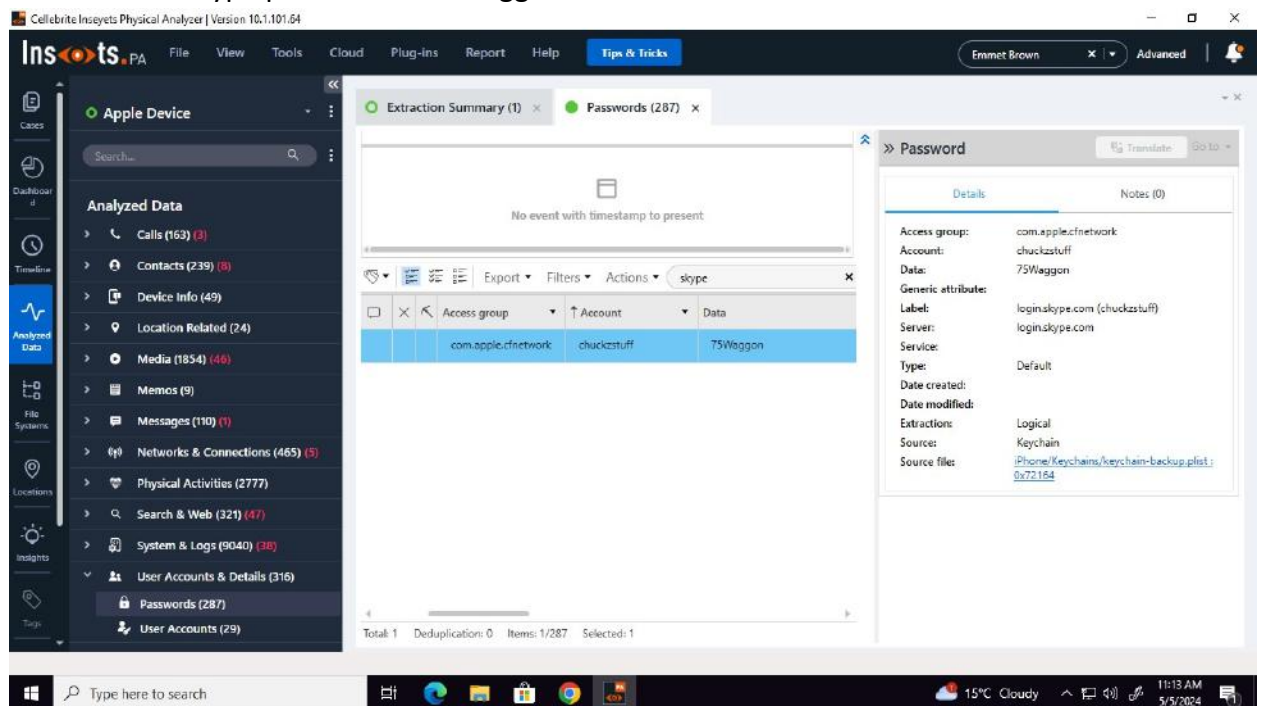 Cellebrite Inseyets Physical Analyzer | Version 10.1.101.64
Ins ts. PA File View Tools Cloud Plug-ins Report Help Tips & Tricks Emmet Brown × Advanced
Cases
Dashboar
d
Timeline
Analyzed
Data
File
Systems
Locations
Insights
Tags
Apple Device
Search...
Analyzed Data
Calls (163) (3)
Contacts (239) (8)
Device Info (49)
Location Related (24)
Media (1854) (46)
Memos (9)
Messages (110) (1)
Networks & Connections (465) (5)
Physical Activities (2777)
Search & Web (321) (47)
System & Logs (9040) (38)
User Accounts & Details (316)
Passwords (287)
User Accounts (29)
Extraction Summary (1) × Passwords (287) ×
No event with timestamp to present
Export Filters Actions skype ×
Access group Account Data
com.apple.cfnetwork chuckzstuff 75Waggon
Total: 1 Deduplication: 0 Items: 1/287 Selected: 1
Password Translate Go to
Details Notes (0)
Access group: com.apple.cfnetwork
Account: chuckzstuff
Data: 75Waggon
Generic attribute:
Label: login.skype.com (chuckzstuff)
Server: login.skype.com
Service:
Type: Default
Date created:
Date modified:
Extraction: Logical
Source: Keychain
Source file: iPhone/Keychains/keychain-backup.plist :
0x72164
Type here to search
15°C Cloudy
11:13 AM
5/5/2024